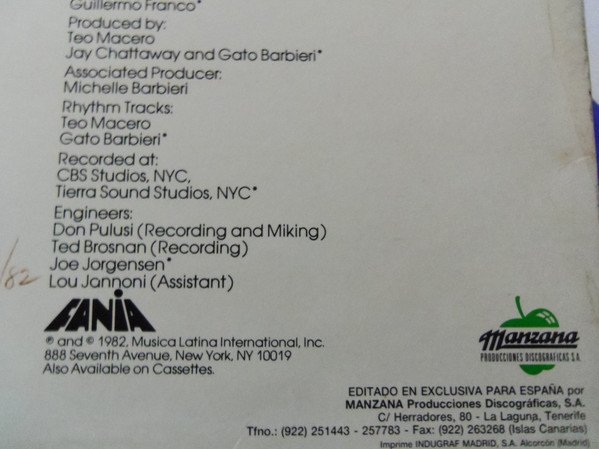 Guillermo Franco*
Produced by:
Teo Macero
Jay Chattaway and Gato Barbieri*
Associated Producer:
Michelle Barbieri
Rhythm Tracks:
Teo Macero
Gato Barbieri*
Recorded at:
CBS Studios, NYC,
Tierra Sound Studios, NYC*
Engineers:
Don Pulusi (Recording and Miking)
Ted Brosnan (Recording)
Joe Jorgensen*
Lou Jannoni (Assistant)
/82
FANIA
℗ and © 1982, Musica Latina International, Inc.
888 Seventh Avenue, New York, NY 10019
Also Available on Cassettes.
Manzana
PRODUCCIONES DISCOGRAFICAS S.A.
EDITADO EN EXCLUSIVA PARA ESPAÑA por
MANZANA Producciones Discográficas, S.A.
C/ Herradores, 80 - La Laguna, Tenerife
Tfno.: (922) 251443 - 257783 - Fax: (922) 263268 (Islas Canarias)
Imprime INDUGRAF MADRID, S.A. Alcorcón (Madrid)